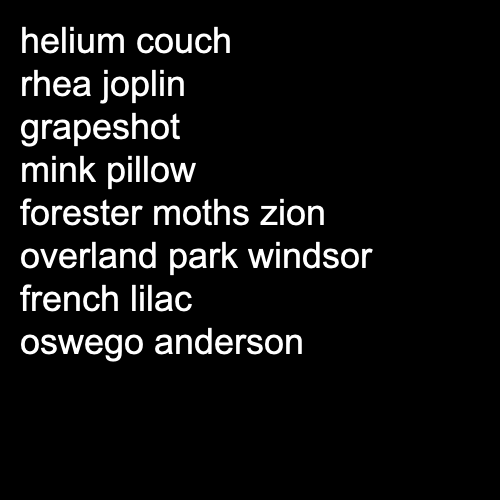 helium couch
rhea joplin
grapeshot
mink pillow
forester moths zion
overland park windsor
french lilac
oswego anderson